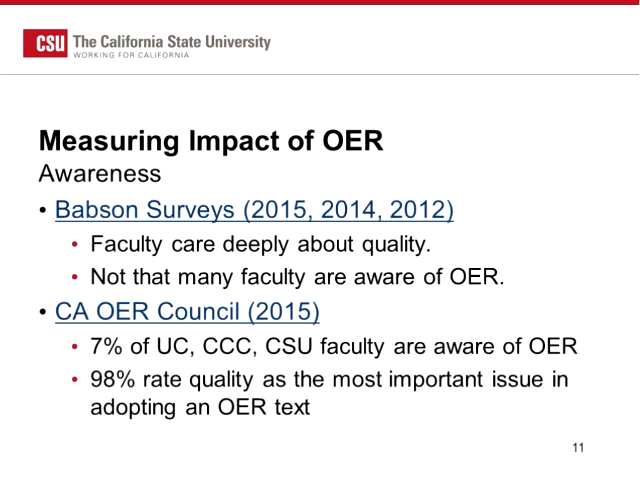 CSU The California State University
WORKING FOR CALIFORNIA
Measuring Impact of OER
Awareness
• Babson Surveys (2015, 2014, 2012)
• Faculty care deeply about quality.
• Not that many faculty are aware of OER.
• CA OER Council (2015)
• 7% of UC, CCC, CSU faculty are aware of OER
• 98% rate quality as the most important issue in
adopting an OER text
11